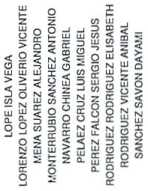 LOPE ISLA VEGA
LORENZO LOPEZ OLIVERIO VICENTE
MENA SUAREZ ALEJANDRO
MONTERRUBIO SANCHEZ ANTONIO
NAVARRO CHINEA GABRIEL
PELAEZ CRUZ LUIS MIGUEL
PEREZ FALCON SERGIO JESUS
RODRIGUEZ RODRIGUEZ ELISABETH
RODRIGUEZ VICENTE ANIBAL
SANCHEZ SAVON DAYAMI